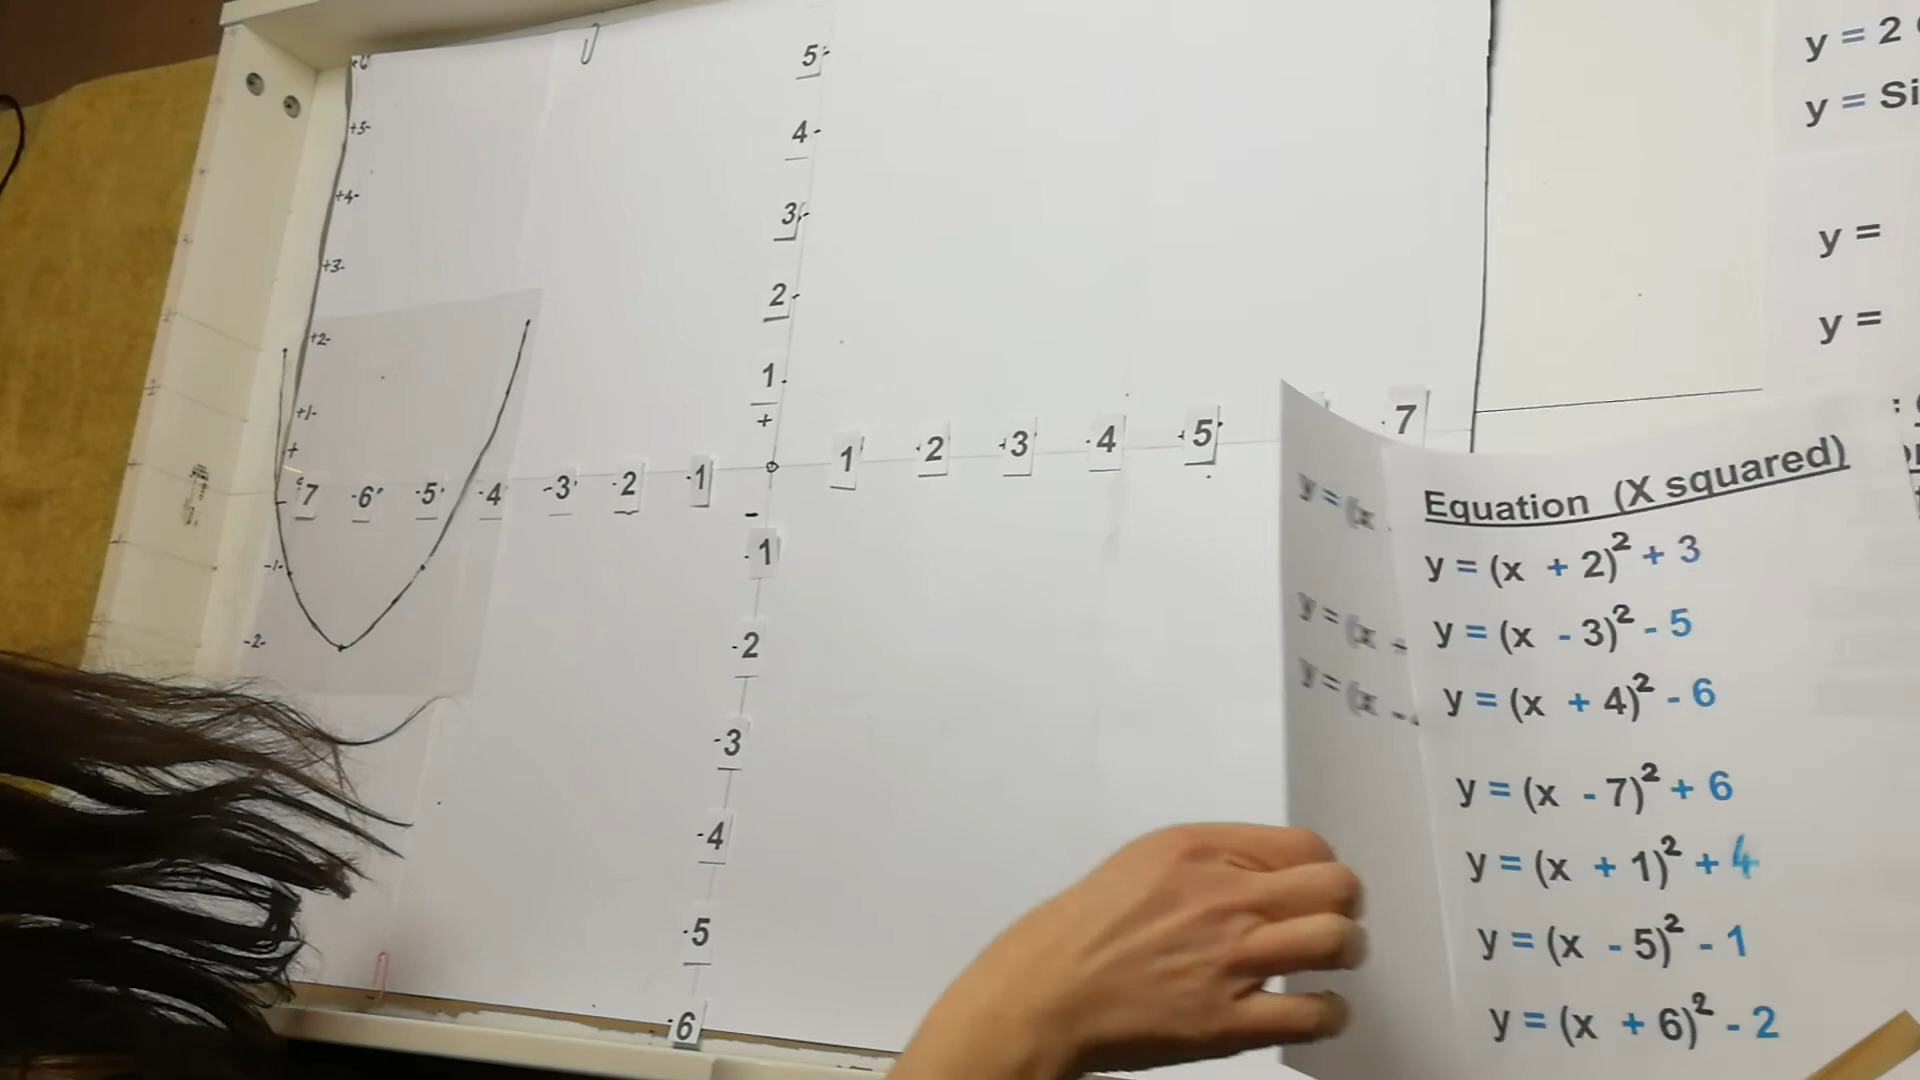 +6
5
+5-
4
+4-
3
+3-
2
+2-
1
+1-
+
+
-7 -6 -5 -4 -3 -2 -1 0 1 2 +3 4 +5 7
-
-1
-1-
-2
-2-
-3
-4
-5
-6
y = 2
y = Si
y =
y =
Equation (X squared)
y = (x + 2)² + 3
y = (x - 3)² - 5
y = (x + 4)² - 6
y = (x - 7)² + 6
y = (x + 1)² + 4
y = (x - 5)² - 1
y = (x + 6)² - 2
y = (x
y = (x
y = (x -